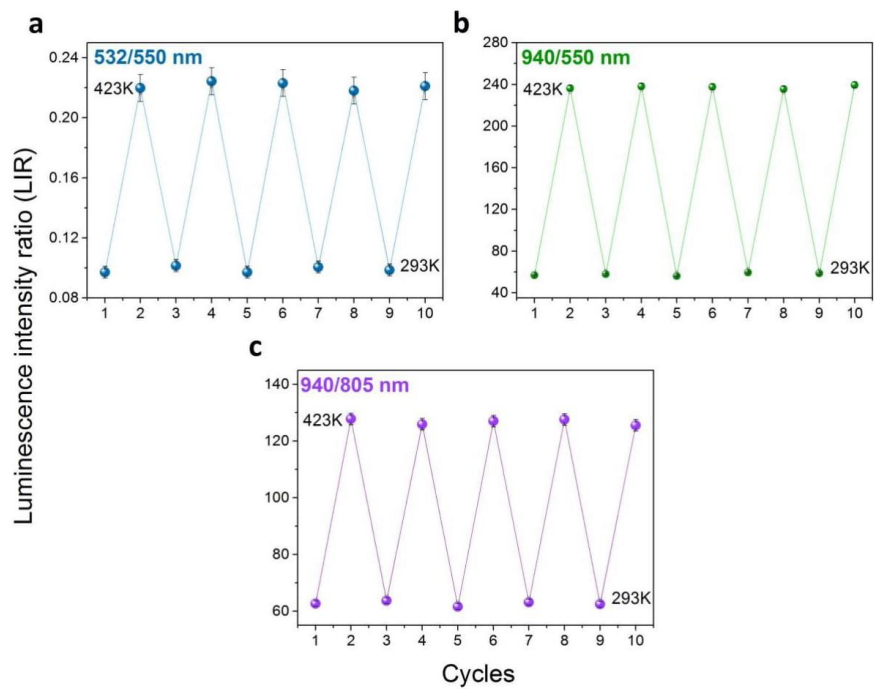 a
532/550 nm
0.24
0.20
0.16
0.12
0.08
423K
293K
1 2 3 4 5 6 7 8 9 10
b
940/550 nm
280
240
200
160
120
80
40
423K
293K
1 2 3 4 5 6 7 8 9 10
c
940/805 nm
140
120
100
80
60
423K
293K
1 2 3 4 5 6 7 8 9 10
Luminescence intensity ratio (LIR)
Cycles